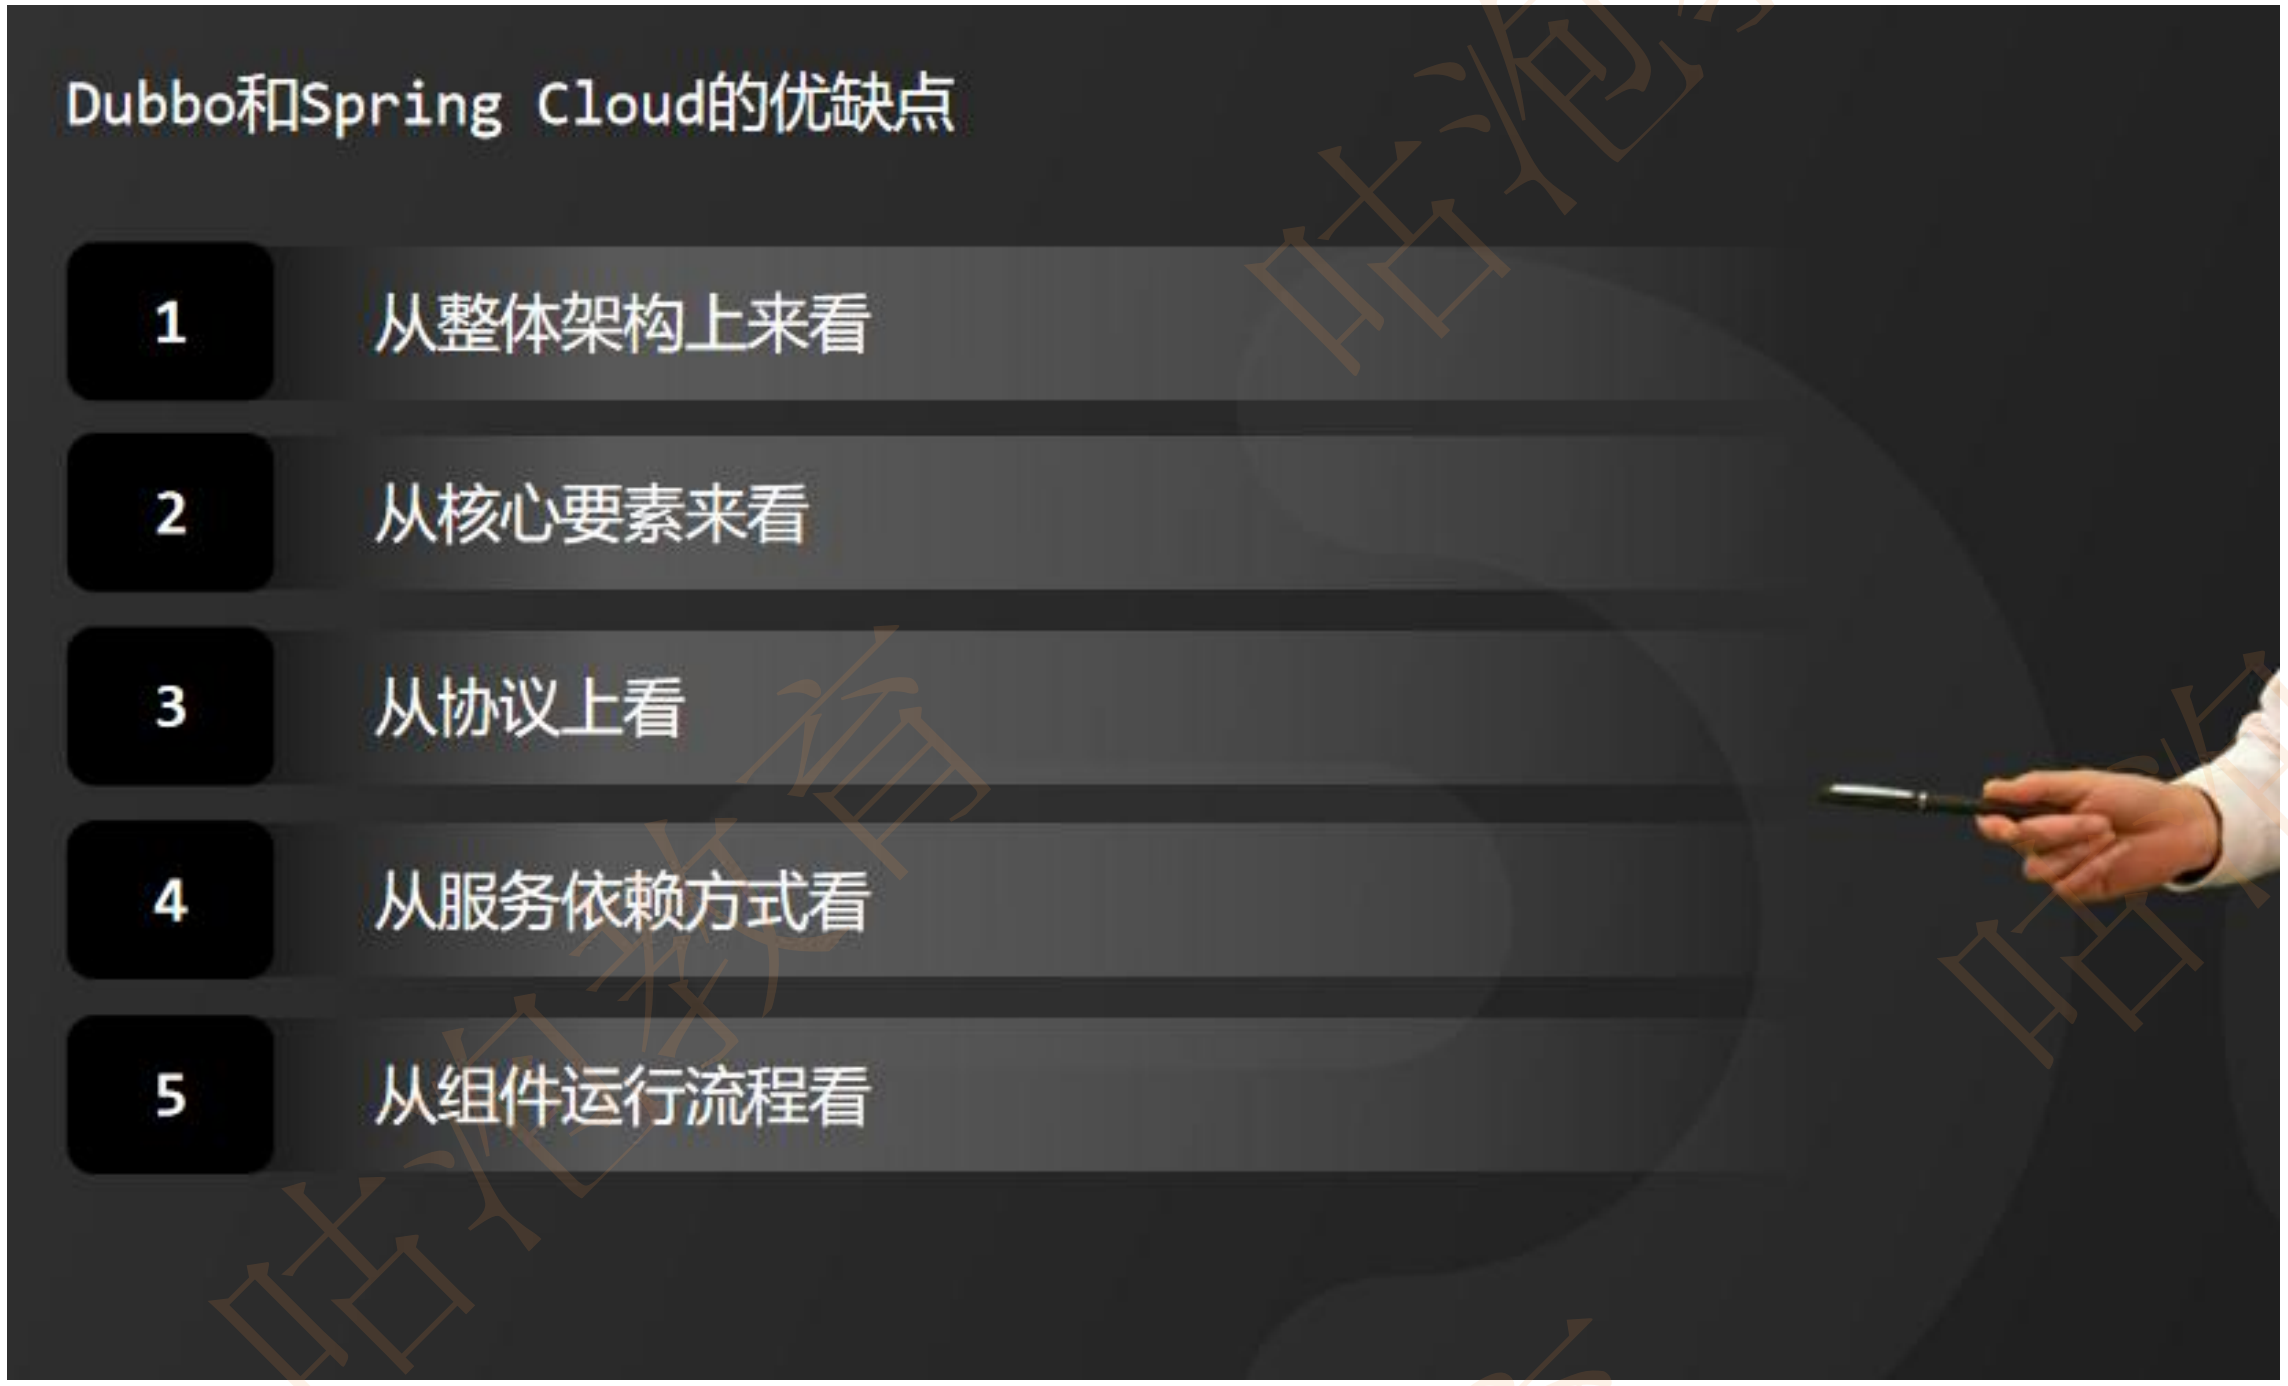 Dubbo和Spring Cloud的优缺点
1 从整体架构上来看
2 从核心要素来看
3 从协议上看
4 从服务依赖方式看
5 从组件运行流程看
咕泡教育
咕泡
咕泡